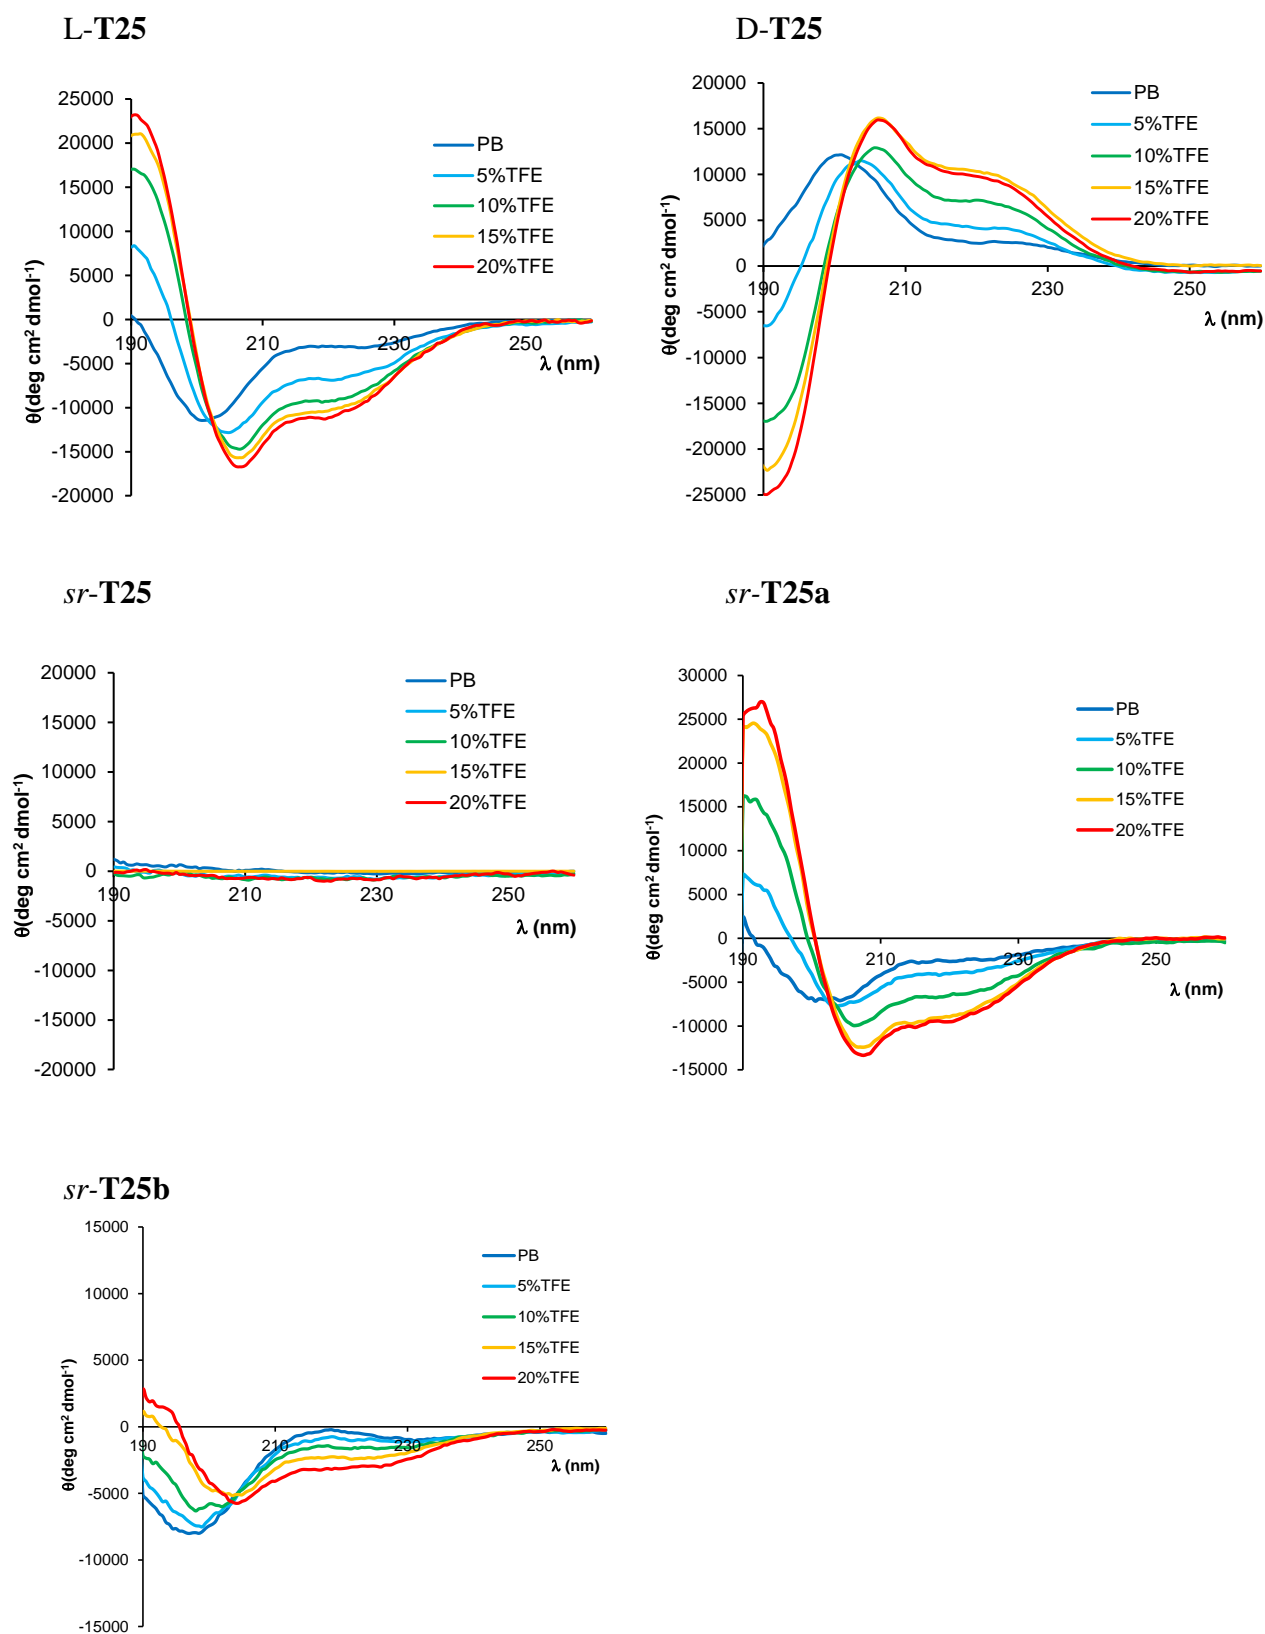 L-T25
D-T25
25000
20000
15000
10000
5000
0
-5000
-10000
-15000
-20000
190
210
230
250
θ(deg cm² dmol⁻¹)
λ (nm)
PB
5%TFE
10%TFE
15%TFE
20%TFE
20000
15000
10000
5000
0
-5000
-10000
-15000
-20000
-25000
190
210
230
250
θ(deg cm² dmol⁻¹)
λ (nm)
PB
5%TFE
10%TFE
15%TFE
20%TFE
sr-T25
sr-T25a
20000
15000
10000
5000
0
-5000
-10000
-15000
-20000
190
210
230
250
θ(deg cm² dmol⁻¹)
λ (nm)
PB
5%TFE
10%TFE
15%TFE
20%TFE
30000
25000
20000
15000
10000
5000
0
-5000
-10000
-15000
190
210
230
250
θ(deg cm² dmol⁻¹)
λ (nm)
PB
5%TFE
10%TFE
15%TFE
20%TFE
sr-T25b
15000
10000
5000
0
-5000
-10000
-15000
190
210
230
250
θ(deg cm² dmol⁻¹)
λ (nm)
PB
5%TFE
10%TFE
15%TFE
20%TFE